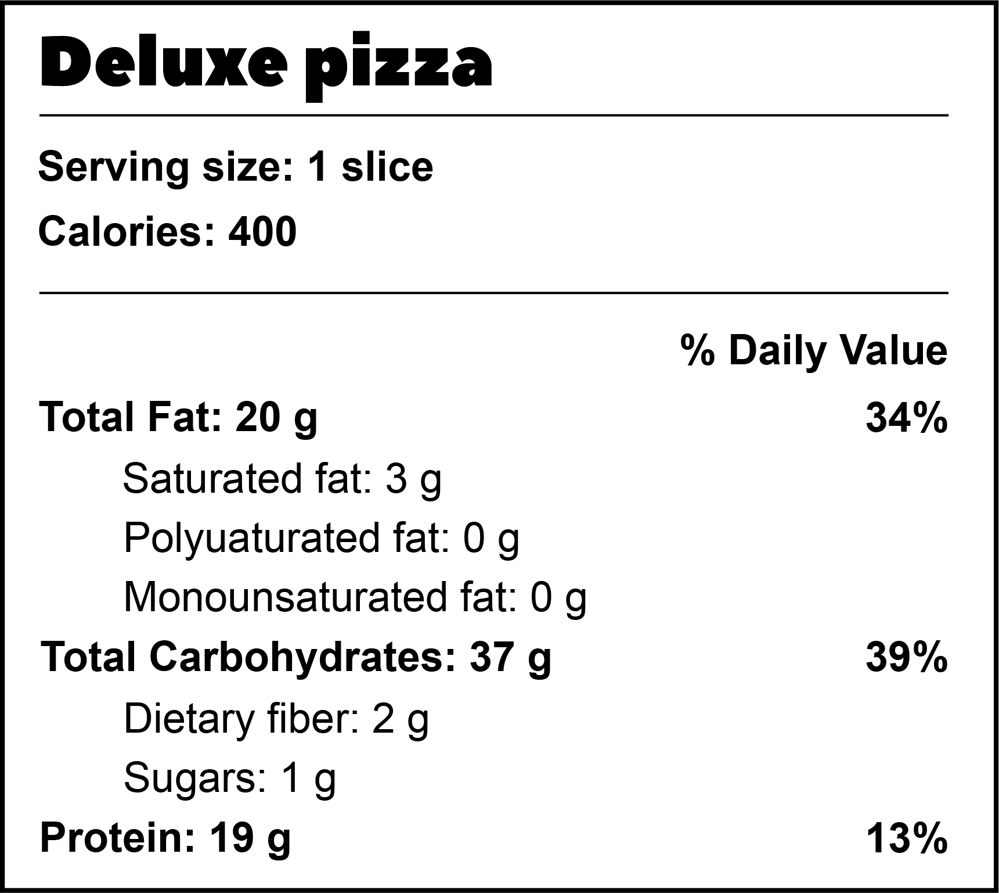 Deluxe pizza
Serving size: 1 slice
Calories: 400
% Daily Value
Total Fat: 20 g 34%
Saturated fat: 3 g
Polyuaturated fat: 0 g
Monounsaturated fat: 0 g
Total Carbohydrates: 37 g 39%
Dietary fiber: 2 g
Sugars: 1 g
Protein: 19 g 13%